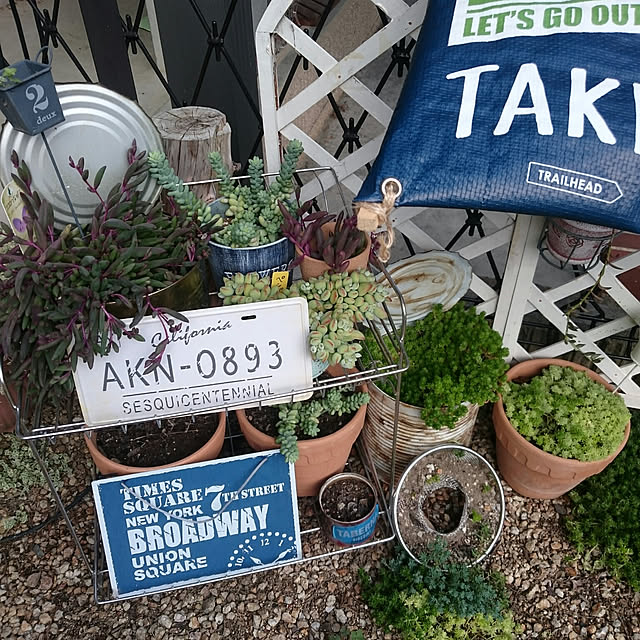 LET'S GO OUT
TAK
TRAILHEAD
2
deux
California
AKN-0893
SESQUICENTENNIAL
TIMES
SQUARE 7TH STREET
NEW YORK
BROADWAY
UNION
SQUARE